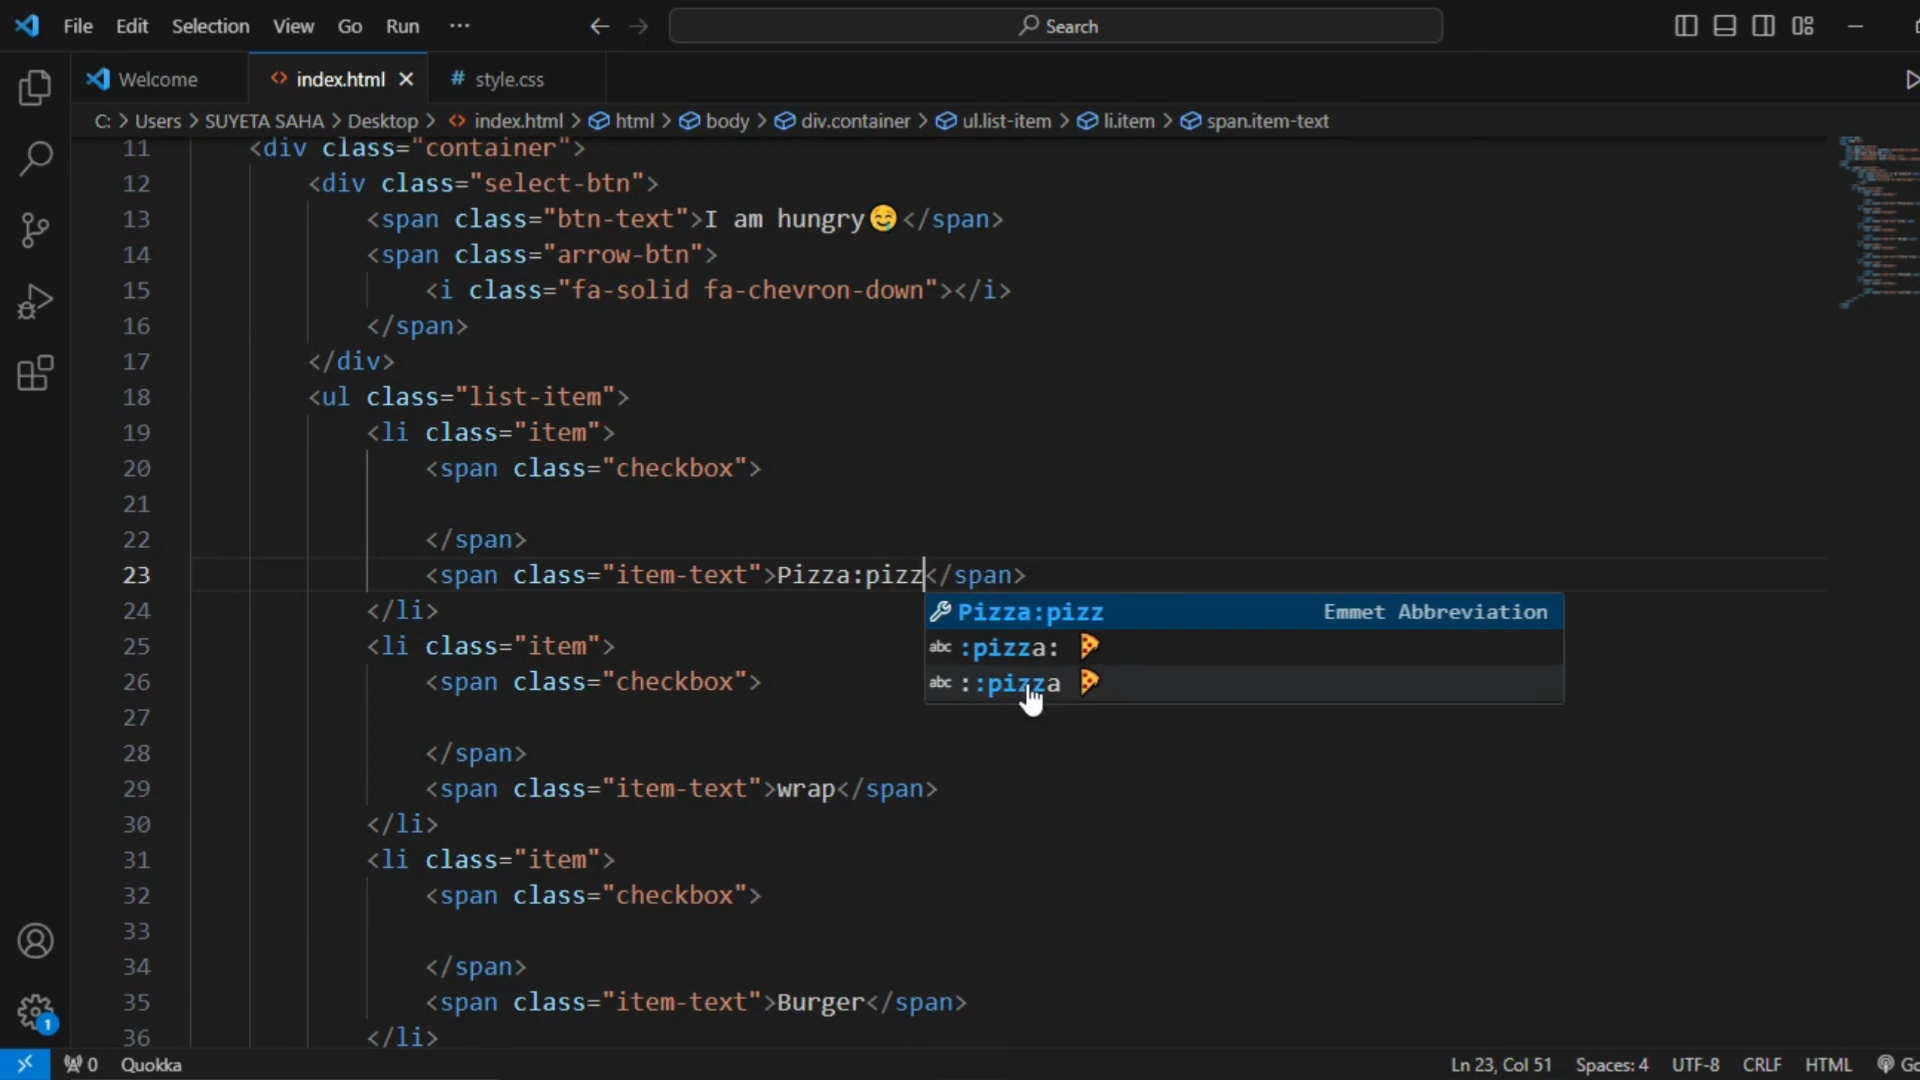 File Edit Selection View Go Run ··· Search
Welcome index.html style.css
C: > Users > SUYETA SAHA > Desktop > index.html > html > body > div.container > ul.list-item > li.item > span.item-text
11 <div class="container">
12 <div class="select-btn">
13 <span class="btn-text">I am hungry🤤</span>
14 <span class="arrow-btn">
15 <i class="fa-solid fa-chevron-down"></i>
16 </span>
17 </div>
18 <ul class="list-item">
19 <li class="item">
20 <span class="checkbox">
21
22 </span>
23 <span class="item-text">Pizza:pizz</span>
Pizza:pizz Emmet Abbreviation
24 </li>
25 <li class="item">
abc :pizza: 🍕
26 <span class="checkbox">
abc ::pizza 🍕
27
28 </span>
29 <span class="item-text">wrap</span>
30 </li>
31 <li class="item">
32 <span class="checkbox">
33
34 </span>
35 <span class="item-text">Burger</span>
36 </li>
1
0 Quokka Ln 23, Col 51 Spaces: 4 UTF-8 CRLF HTML Go